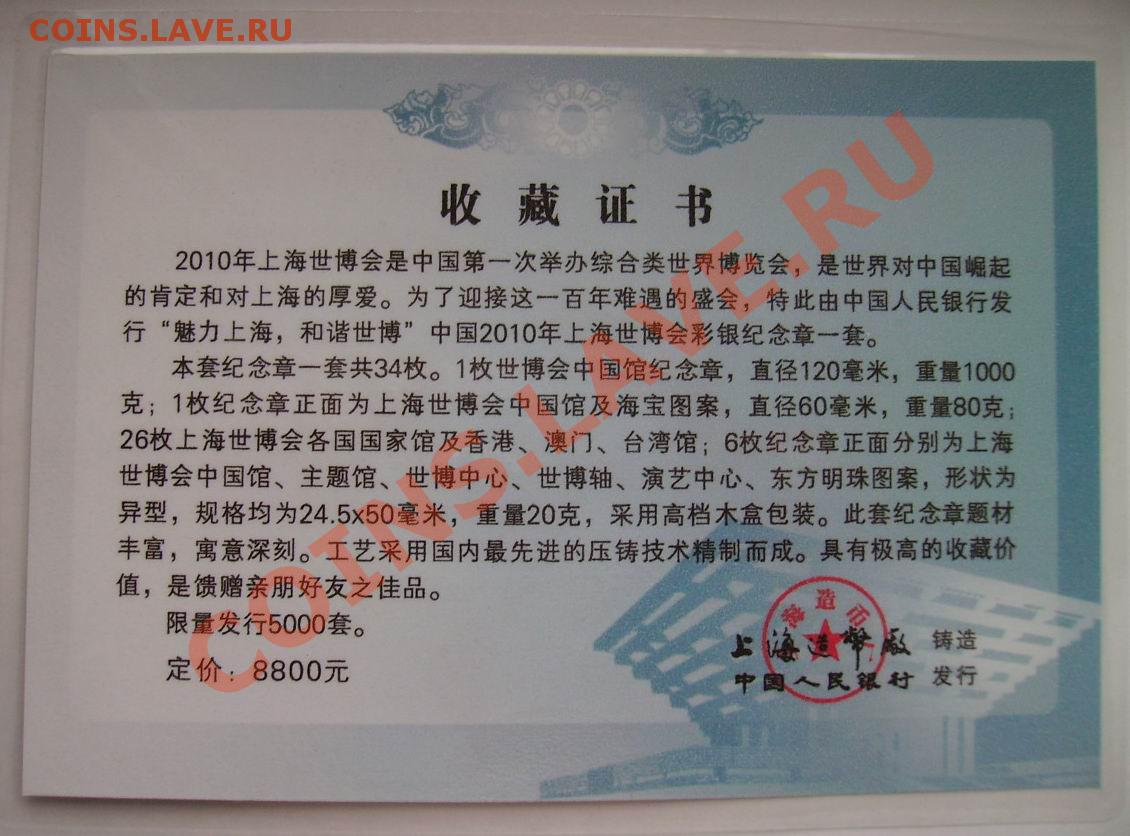 COINS.LAVE.RU
收藏证书
2010年上海世博会是中国第一次举办综合类世界博览会，是世界对中国崛起
的肯定和对上海的厚爱。为了迎接这一百年难遇的盛会，特此由中国人民银行发
行“魅力上海，和谐世博”中国2010年上海世博会彩银纪念章一套。
本套纪念章一套共34枚。1枚世博会中国馆纪念章，直径120毫米，重量1000
克；1枚纪念章正面为上海世博会中国馆及海宝图案，直径60毫米，重量80克；
26枚上海世博会各国国家馆及香港、澳门、台湾馆；6枚纪念章正面分别为上海
世博会中国馆、主题馆、世博中心、世博轴、演艺中心、东方明珠图案，形状为
异型，规格均为24.5x50毫米，重量20克，采用高档木盒包装。此套纪念章题材
丰富，寓意深刻。工艺采用国内最先进的压铸技术精制而成。具有极高的收藏价
值，是馈赠亲朋好友之佳品。
限量发行5000套。
定价：8800元
海造币
上海造幣厰 铸造
中国人民银行 发行
COINS.LAVE.RU